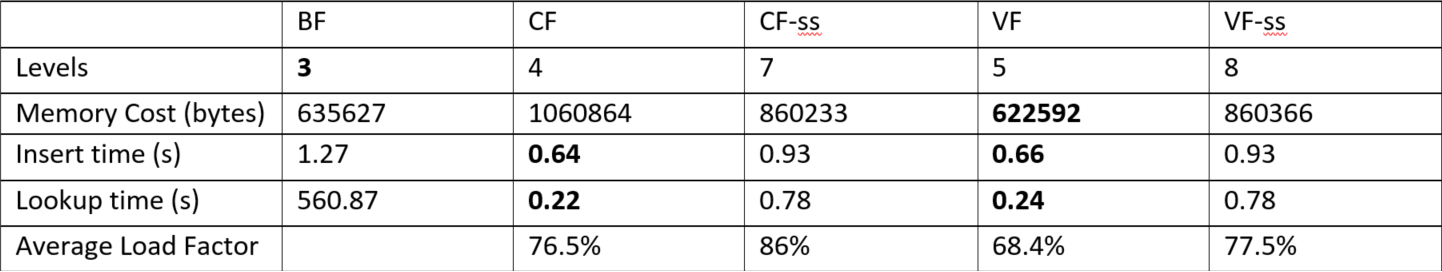 BF CF CF-ss VF VF-ss
Levels 3 4 7 5 8
Memory Cost (bytes) 635627 1060864 860233 622592 860366
Insert time (s) 1.27 0.64 0.93 0.66 0.93
Lookup time (s) 560.87 0.22 0.78 0.24 0.78
Average Load Factor 76.5% 86% 68.4% 77.5%